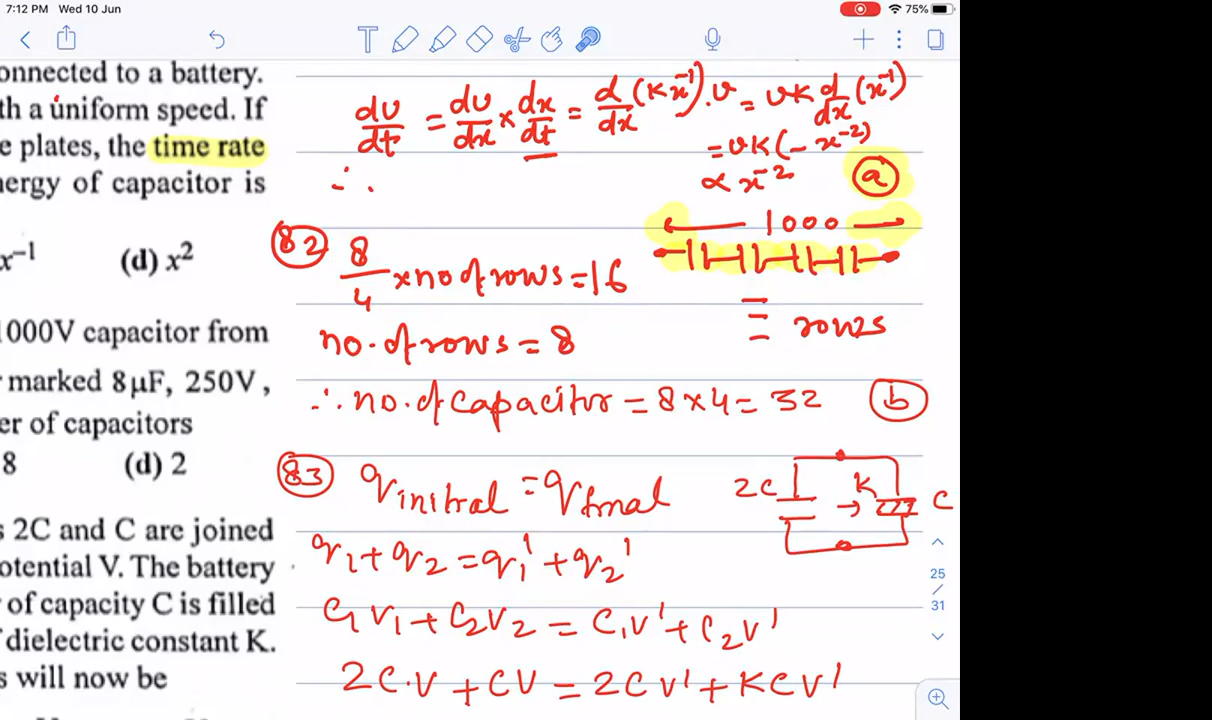 7:12 PM Wed 10 Jun
75%
onnected to a battery.
th a uniform speed. If
e plates, the time rate
nergy of capacitor is
x⁻¹ (d) x²
1000V capacitor from
marked 8μF, 250V,
er of capacitors
8 (d) 2
s 2C and C are joined
otential V. The battery
of capacity C is filled
dielectric constant K.
s will now be
dU/dt = dU/dx × dx/dt = d/dx (Kx⁻¹).v = vK d/dx (x⁻¹)
= vK(-x⁻²)
∴ ∝ x⁻² (a)
1000
(82) 8/4 × no of rows = 16
rows
no. of rows = 8
∴ no. of capacitor = 8 × 4 = 32 (b)
(83) q initial = q final
2C K C
q₁ + q₂ = q₁' + q₂'
C₁V₁ + C₂V₂ = C₁V' + C₂V'
2C.V + CV = 2CV' + KCV'
25
/
31